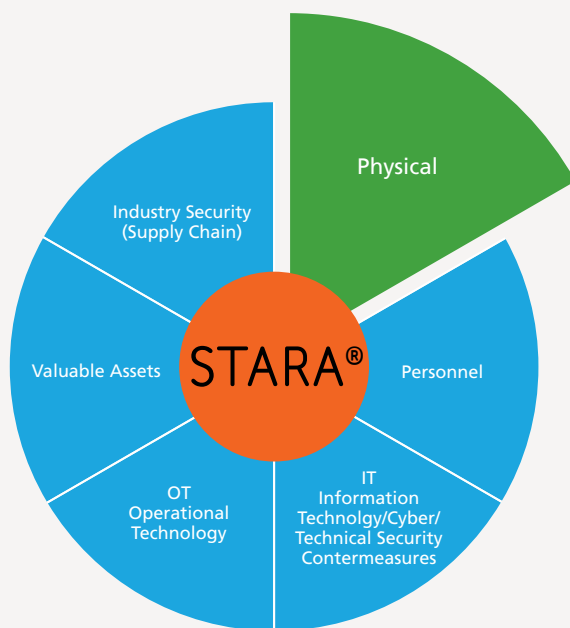 Physical
Industry Security
(Supply Chain)
STARA®
Valuable Assets
Personnel
OT
Operational
Technology
IT
Information
Technolgy/Cyber/
Technical Security
Contermeasures